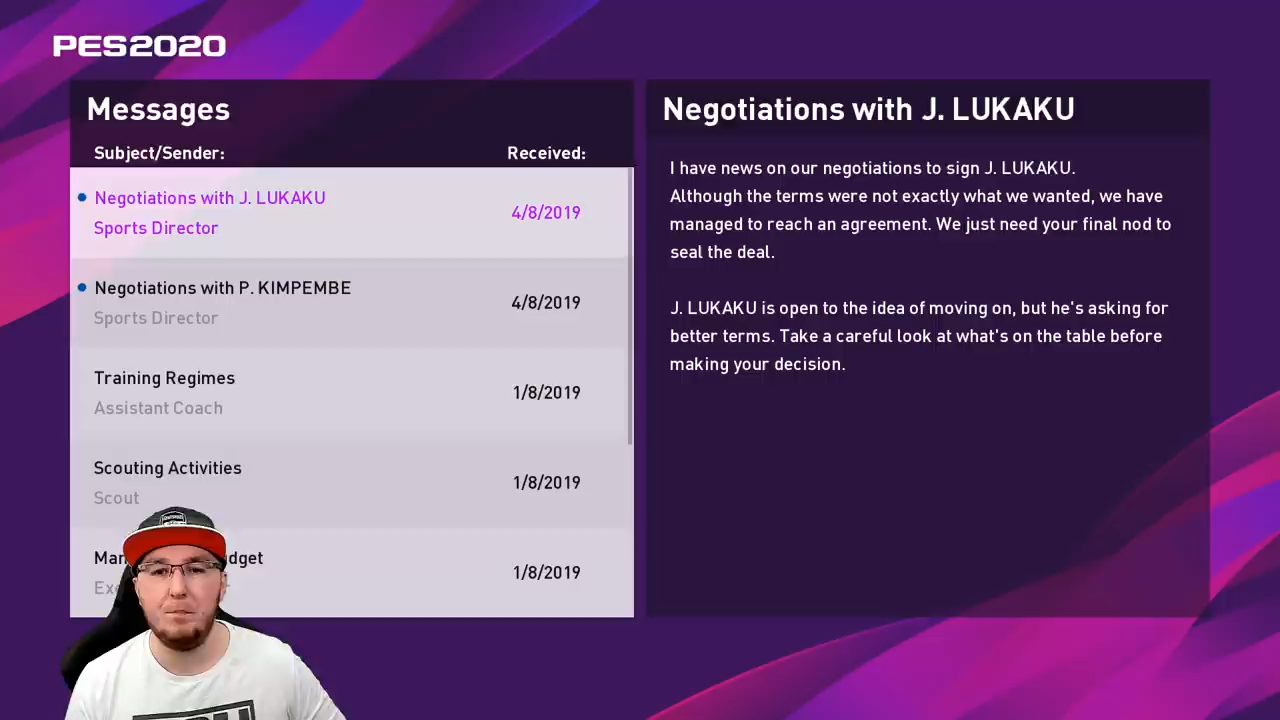 PES2020
Messages
Subject/Sender:
Received:
Negotiations with J. LUKAKU
Sports Director
4/8/2019
Negotiations with P. KIMPEMBE
Sports Director
4/8/2019
Training Regimes
Assistant Coach
1/8/2019
Scouting Activities
Scout
1/8/2019
1/8/2019
Negotiations with J. LUKAKU
I have news on our negotiations to sign J. LUKAKU.
Although the terms were not exactly what we wanted, we have
managed to reach an agreement. We just need your final nod to
seal the deal.
J. LUKAKU is open to the idea of moving on, but he's asking for
better terms. Take a careful look at what's on the table before
making your decision.